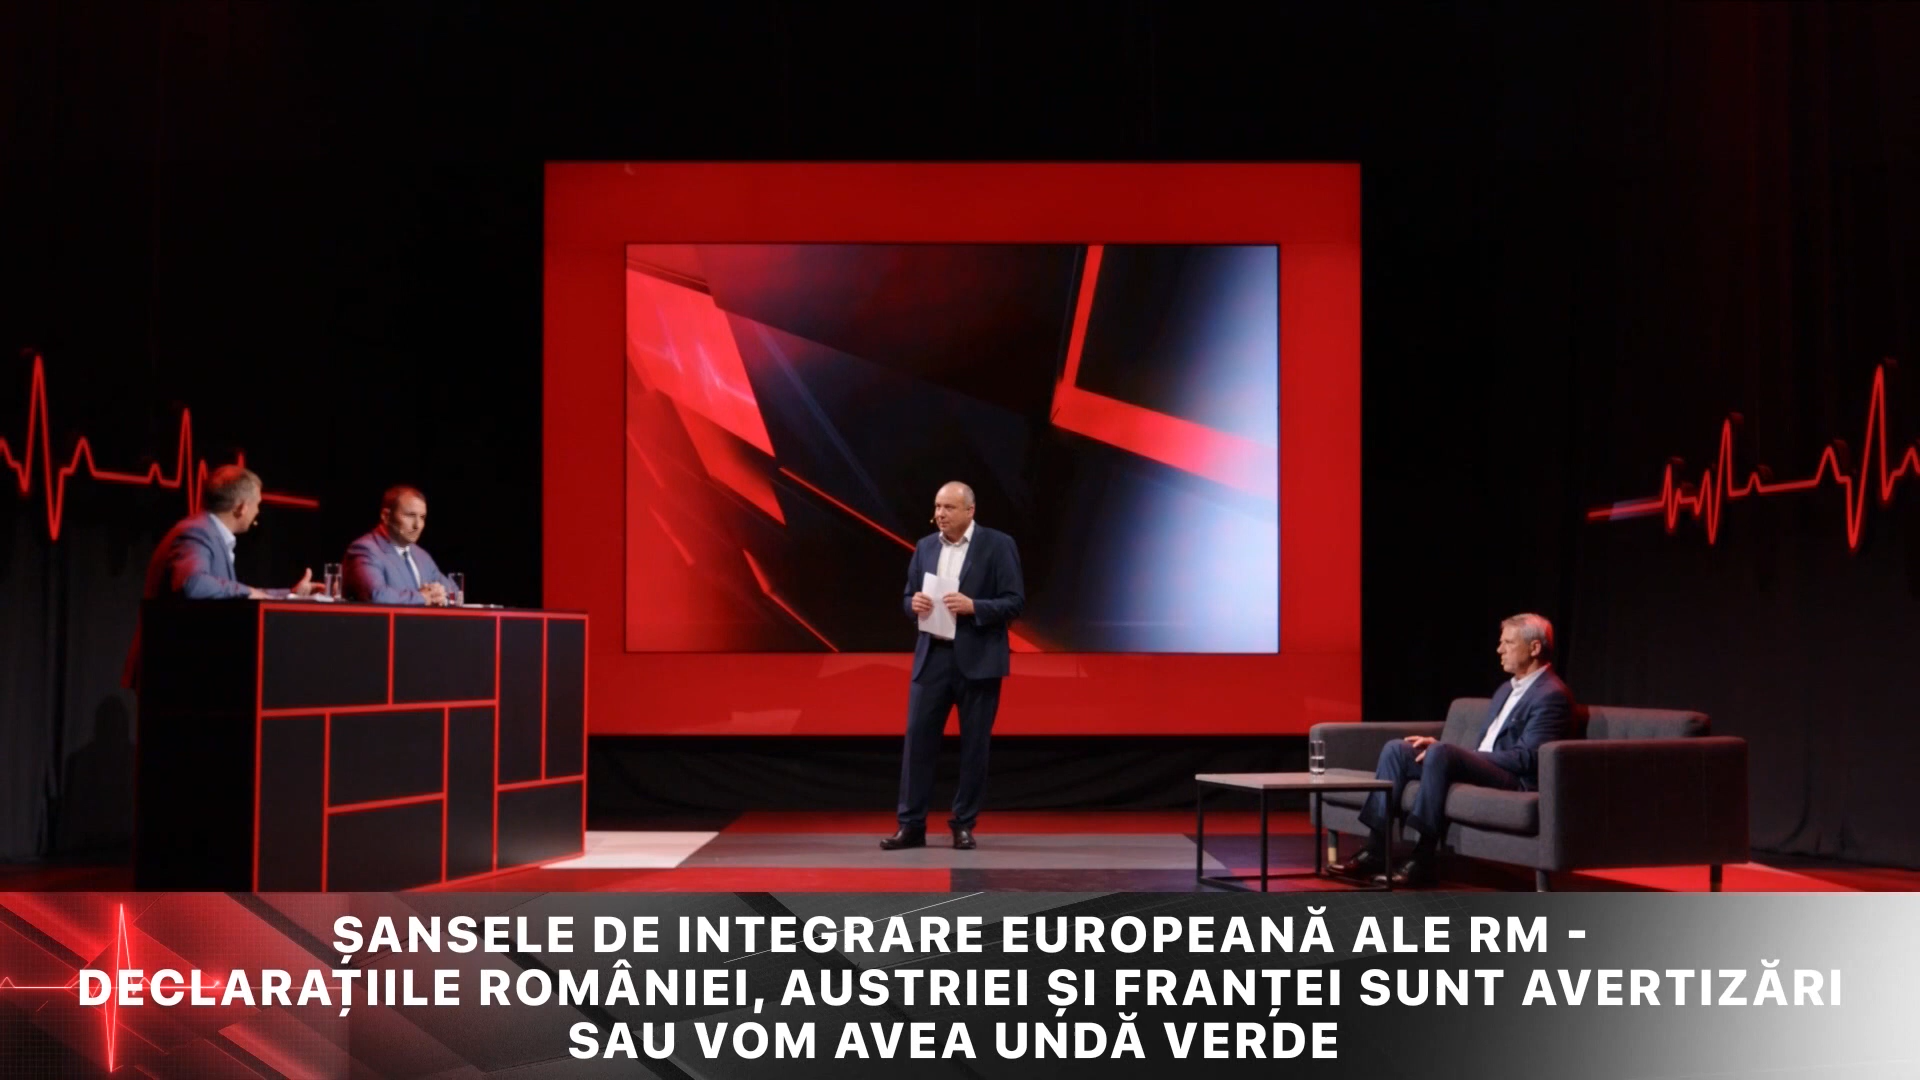 ȘANSELE DE INTEGRARE EUROPEANĂ ALE RM -
DECLARAȚIILE ROMÂNIEI, AUSTRIEI ȘI FRANȚEI SUNT AVERTIZĂRI
SAU VOM AVEA UNDĂ VERDE